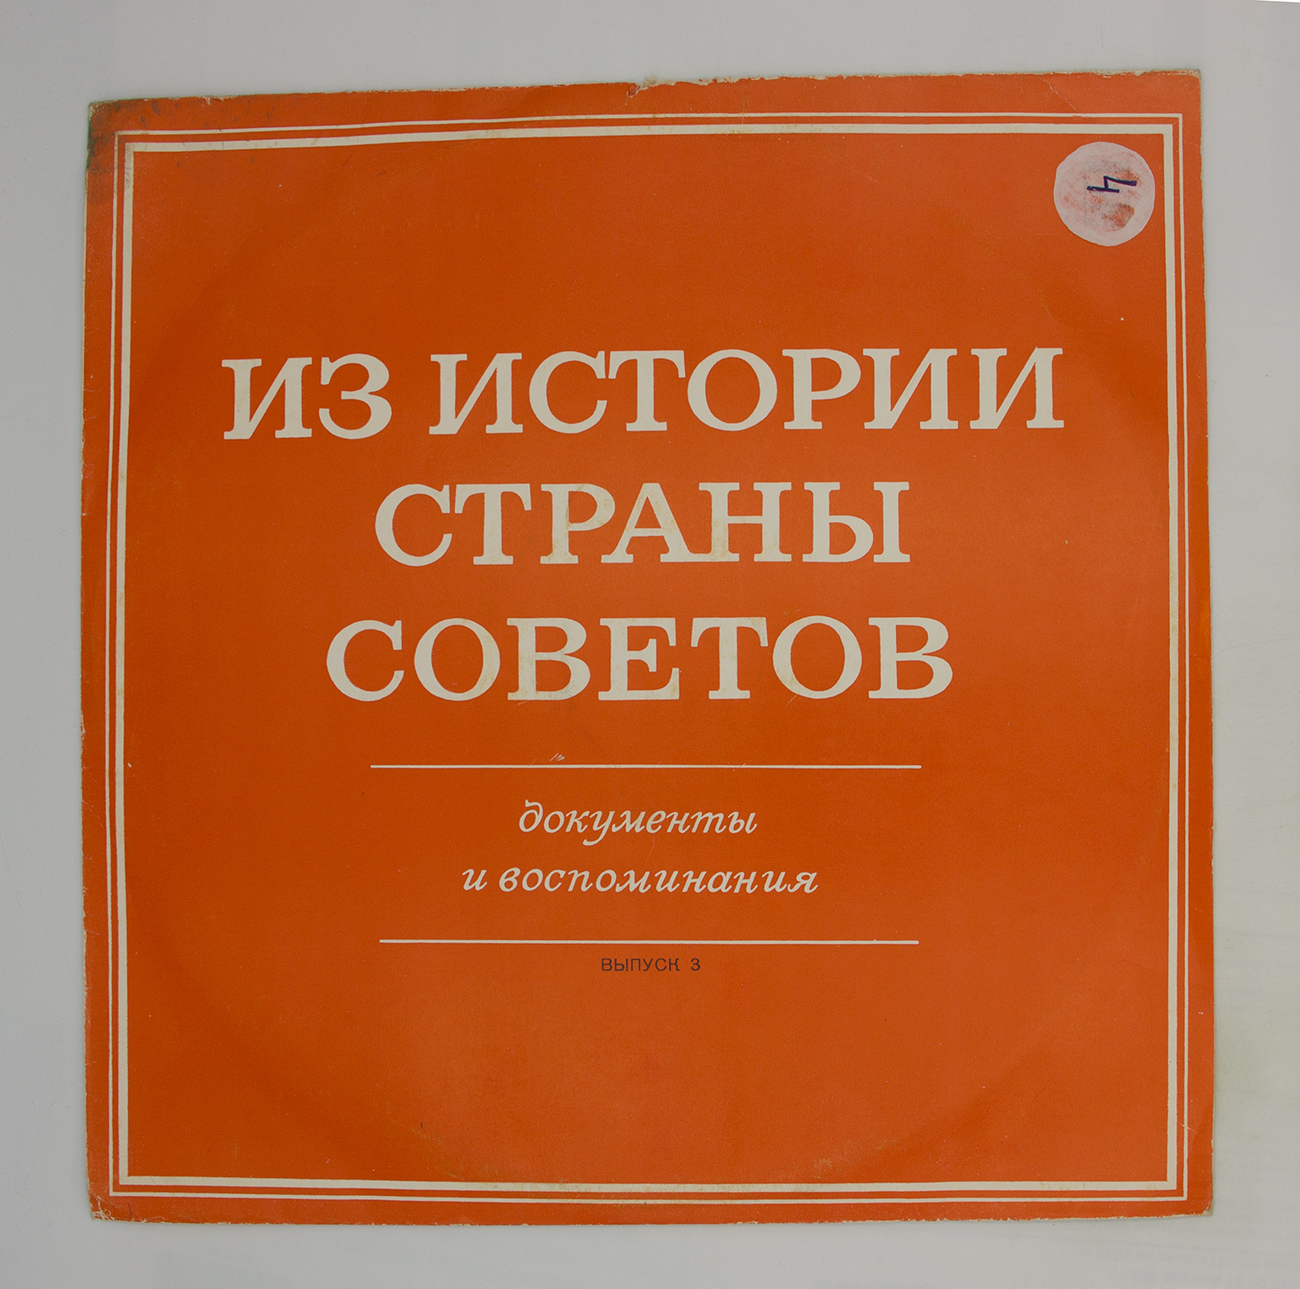 4
ИЗ ИСТОРИИ
СТРАНЫ
СОВЕТОВ
документы
и воспоминания
ВЫПУСК 3